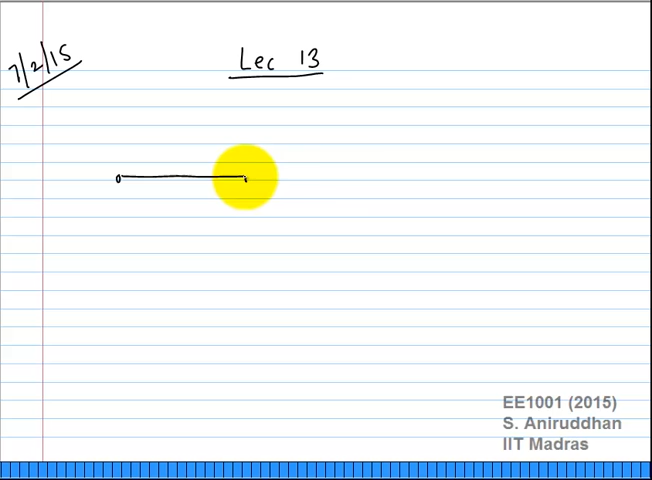 7/2/15
Lec 13
EE1001 (2015)
S. Aniruddhan
IIT Madras